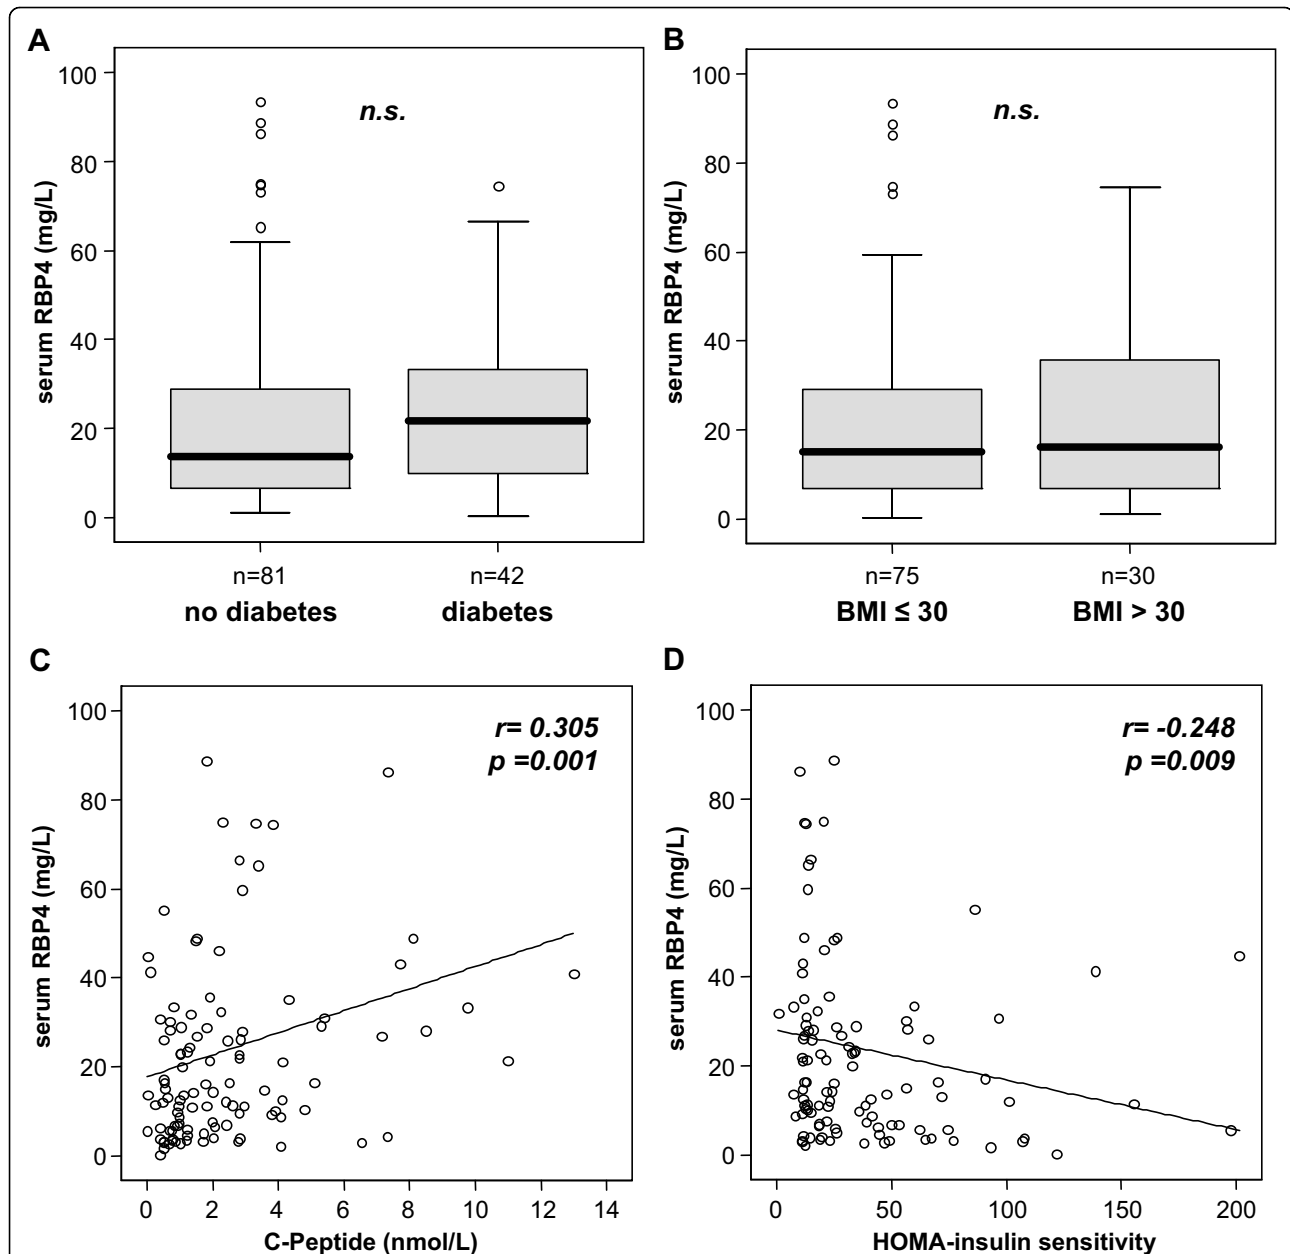 A
serum RBP4 (mg/L)
100
80
60
40
20
0
n.s.
n=81
n=42
no diabetes
diabetes
B
serum RBP4 (mg/L)
100
80
60
40
20
0
n.s.
n=75
n=30
BMI ≤ 30
BMI > 30
C
serum RBP4 (mg/L)
100
80
60
40
20
0
r= 0.305
p =0.001
0 2 4 6 8 10 12 14
C-Peptide (nmol/L)
D
serum RBP4 (mg/L)
100
80
60
40
20
0
r= -0.248
p =0.009
0 50 100 150 200
HOMA-insulin sensitivity